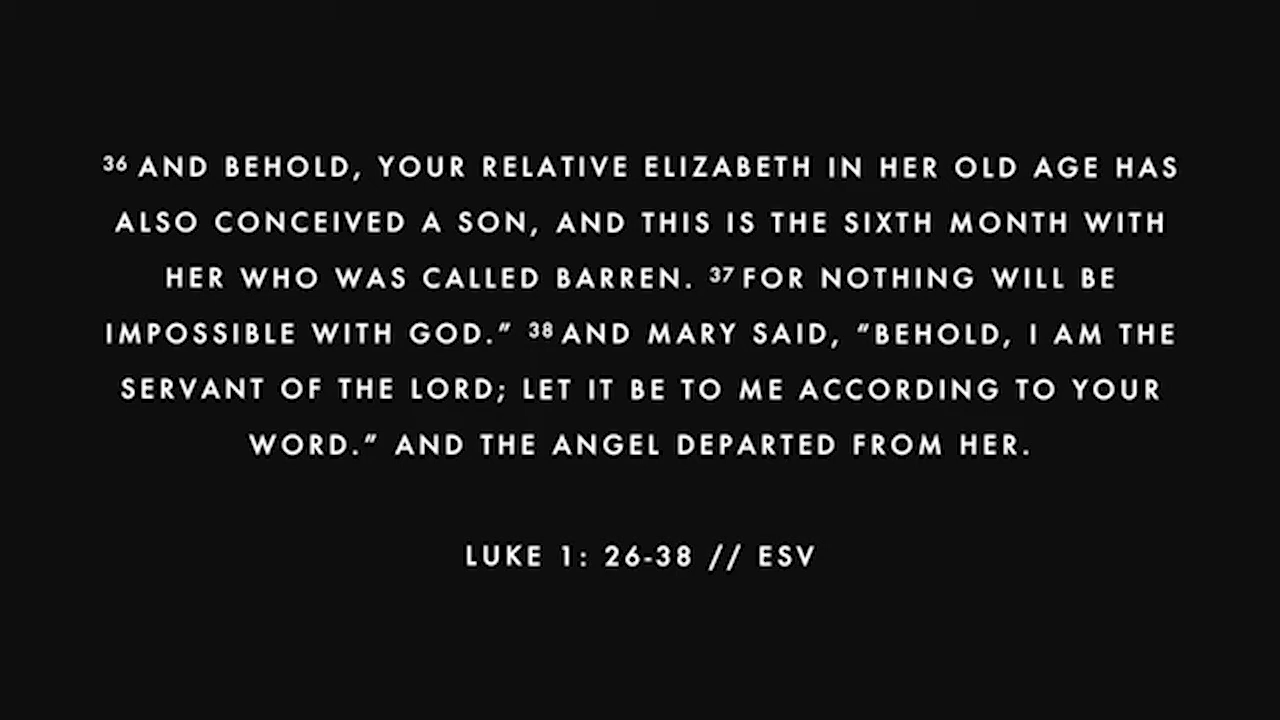 36 AND BEHOLD, YOUR RELATIVE ELIZABETH IN HER OLD AGE HAS
ALSO CONCEIVED A SON, AND THIS IS THE SIXTH MONTH WITH
HER WHO WAS CALLED BARREN. 37 FOR NOTHING WILL BE
IMPOSSIBLE WITH GOD.” 38 AND MARY SAID, “BEHOLD, I AM THE
SERVANT OF THE LORD; LET IT BE TO ME ACCORDING TO YOUR
WORD.” AND THE ANGEL DEPARTED FROM HER.
LUKE 1: 26-38 // ESV